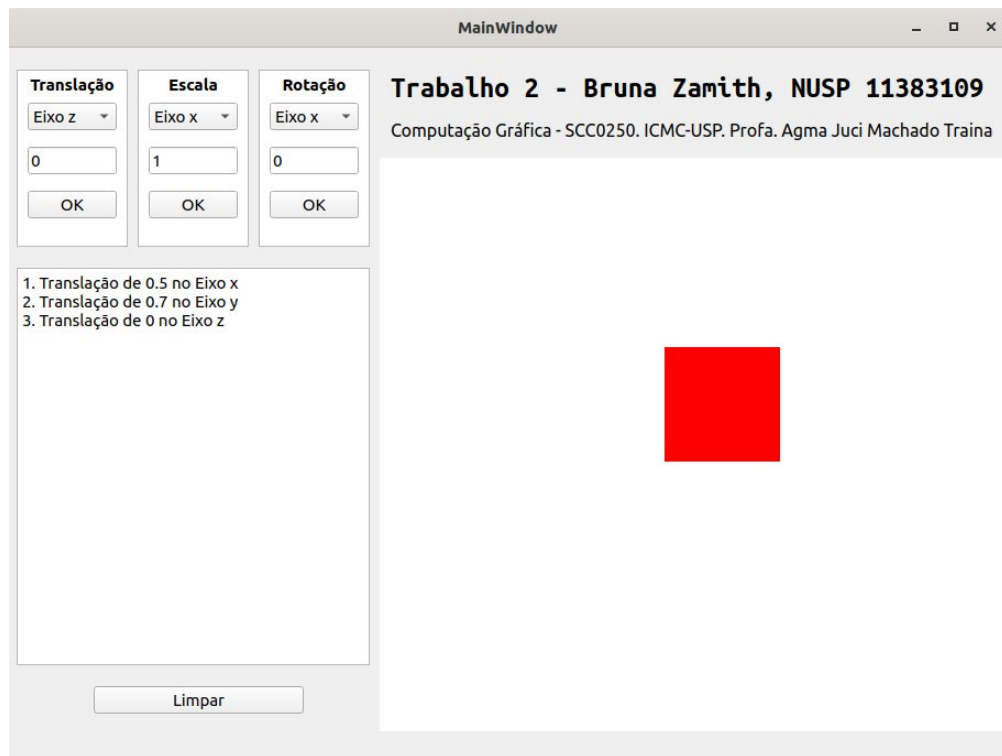 MainWindow
Translação
Escala
Rotação
Eixo z
Eixo x
Eixo x
0
1
0
OK
OK
OK
1. Translação de 0.5 no Eixo x
2. Translação de 0.7 no Eixo y
3. Translação de 0 no Eixo z
Limpar
Trabalho 2 - Bruna Zamith, NUSP 11383109
Computação Gráfica - SCC0250. ICMC-USP. Profa. Agma Juci Machado Traina